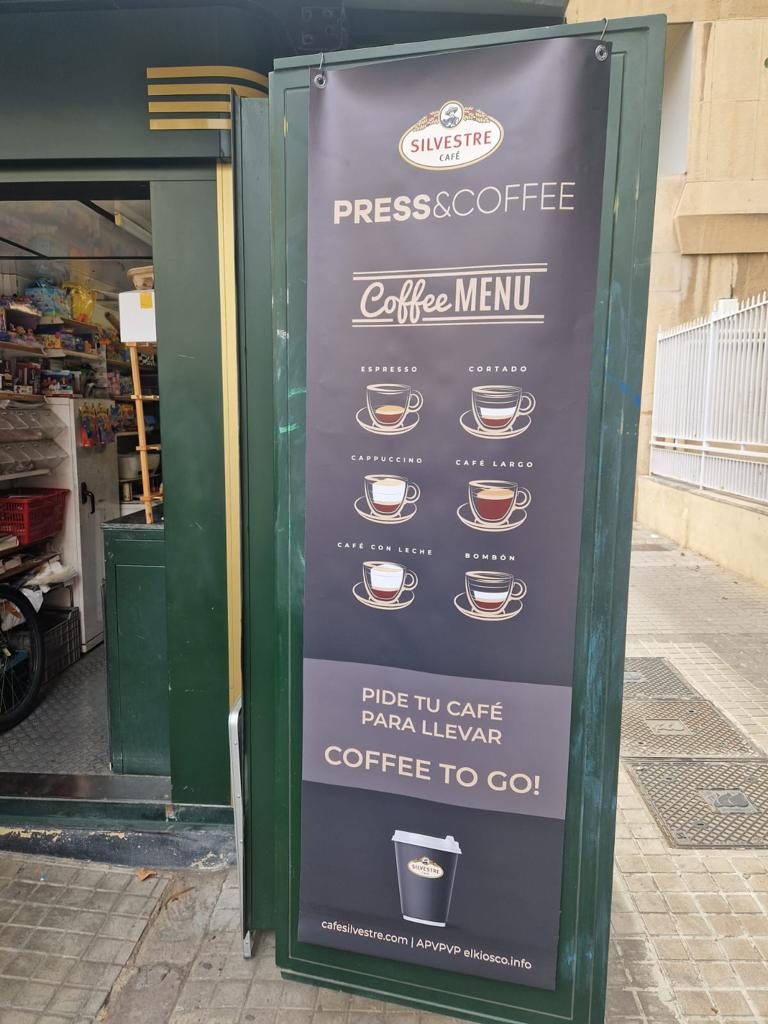 SILVESTRE
CAFÉ
PRESS&COFFEE
Coffee MENU
ESPRESSO CORTADO
CAPPUCCINO CAFÉ LARGO
CAFÉ CON LECHE BOMBÓN
PIDE TU CAFÉ
PARA LLEVAR
COFFEE TO GO!
SILVESTRE
cafesilvestre.com | APVPVP elkiosco.info